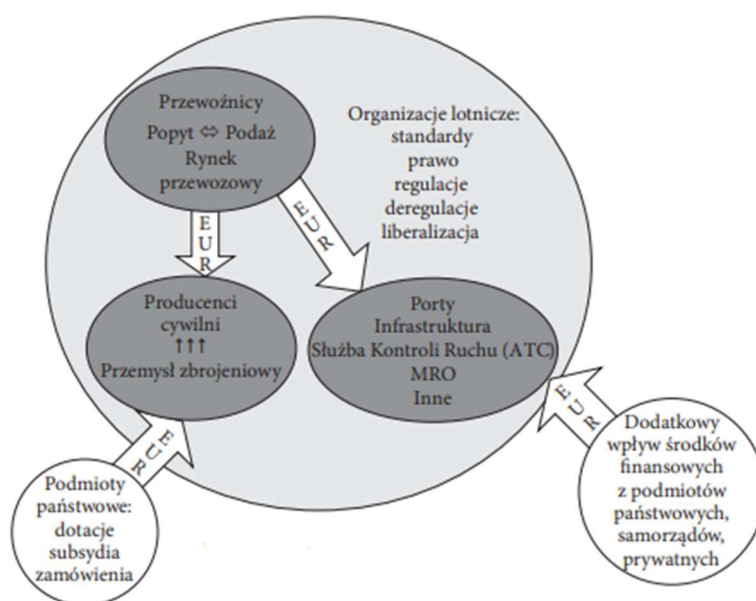 Przewoźnicy
Popyt ⇔ Podaż
Rynek
przewozowy
Organizacje lotnicze:
standardy
prawo
regulacje
deregulacje
liberalizacja
EUR
EUR
Producenci
cywilni
↑↑↑
Przemysł zbrojeniowy
Porty
Infrastruktura
Służba Kontroli Ruchu (ATC)
MRO
Inne
EUR
EUR
Podmioty
państwowe:
dotacje
subsydia
zamówienia
Dodatkowy
wpływ środków
finansowych
z podmiotów
państwowych,
samorządów,
prywatnych